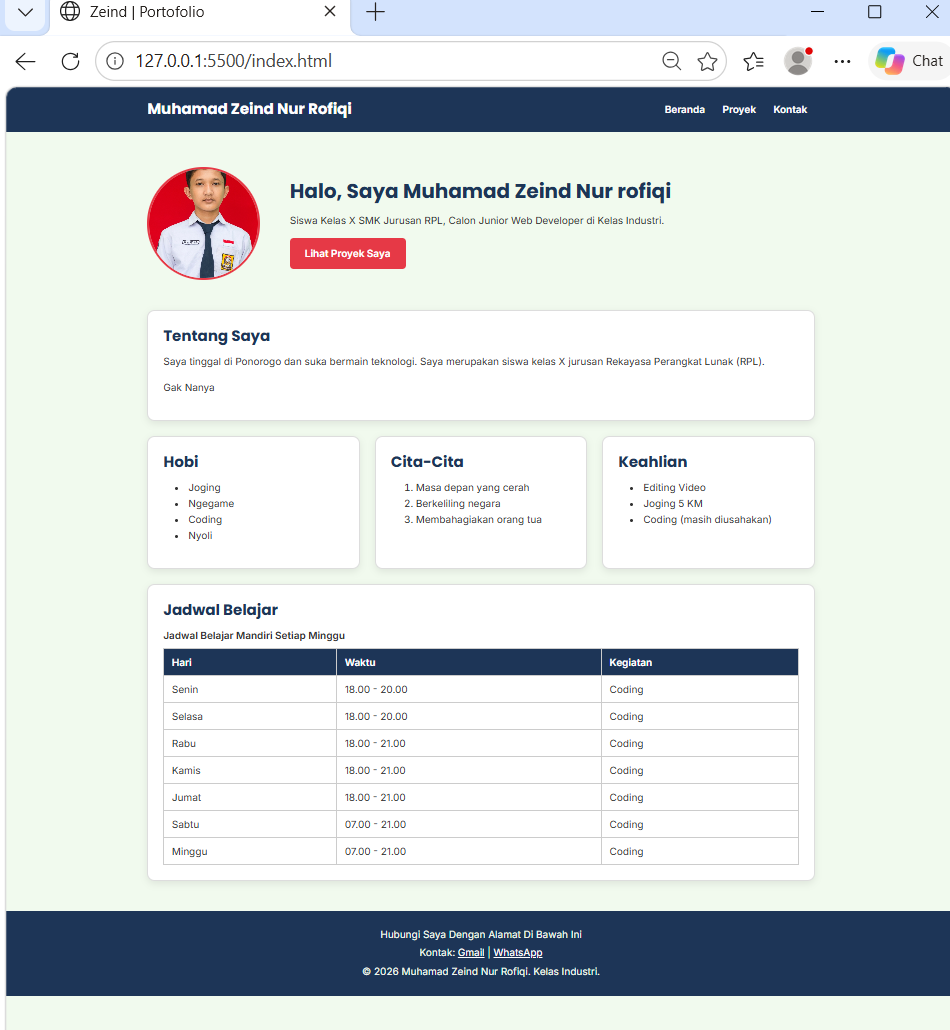 Zeind | Portofolio
127.0.0.1:5500/index.html
Chat
Muhamad Zeind Nur Rofiqi
Beranda Proyek Kontak
Halo, Saya Muhamad Zeind Nur rofiqi
Siswa Kelas X SMK Jurusan RPL, Calon Junior Web Developer di Kelas Industri.
Lihat Proyek Saya
Tentang Saya
Saya tinggal di Ponorogo dan suka bermain teknologi. Saya merupakan siswa kelas X jurusan Rekayasa Perangkat Lunak (RPL).
Gak Nanya
Hobi
• Joging
• Ngegame
• Coding
• Nyoli
Cita-Cita
1. Masa depan yang cerah
2. Berkeliling negara
3. Membahagiakan orang tua
Keahlian
• Editing Video
• Joging 5 KM
• Coding (masih diusahakan)
Jadwal Belajar
Jadwal Belajar Mandiri Setiap Minggu
Hari Waktu Kegiatan
Senin 18.00 - 20.00 Coding
Selasa 18.00 - 20.00 Coding
Rabu 18.00 - 21.00 Coding
Kamis 18.00 - 21.00 Coding
Jumat 18.00 - 21.00 Coding
Sabtu 07.00 - 21.00 Coding
Minggu 07.00 - 21.00 Coding
Hubungi Saya Dengan Alamat Di Bawah Ini
Kontak: Gmail | WhatsApp
© 2026 Muhamad Zeind Nur Rofiqi. Kelas Industri.